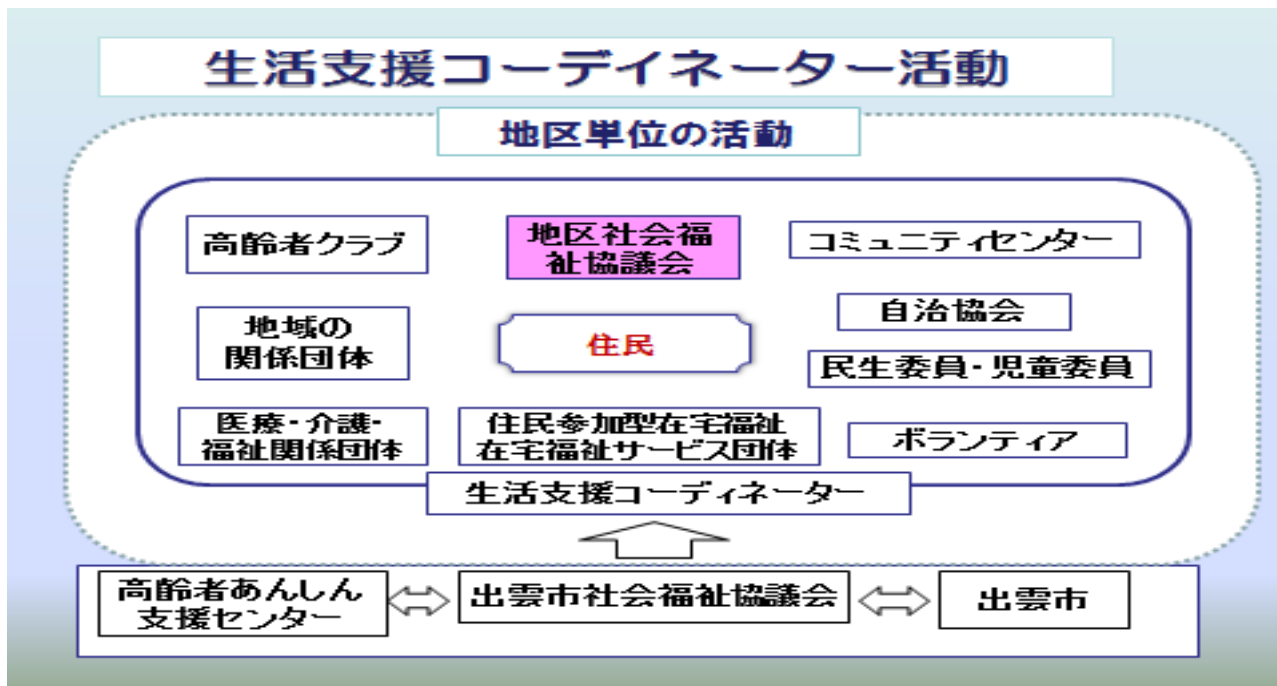 生活支援コーデイネーター活動
地区単位の活動
高齢者クラブ
地区社会福
祉協議会
コミュニティセンター
地域の
関係団体
住民
自治協会
民生委員・児童委員
医療・介護・
福祉関係団体
住民参加型在宅福祉
在宅福祉サービス団体
ボランティア
生活支援コーディネーター
高齢者あんしん
支援センター
出雲市社会福祉協議会
出雲市